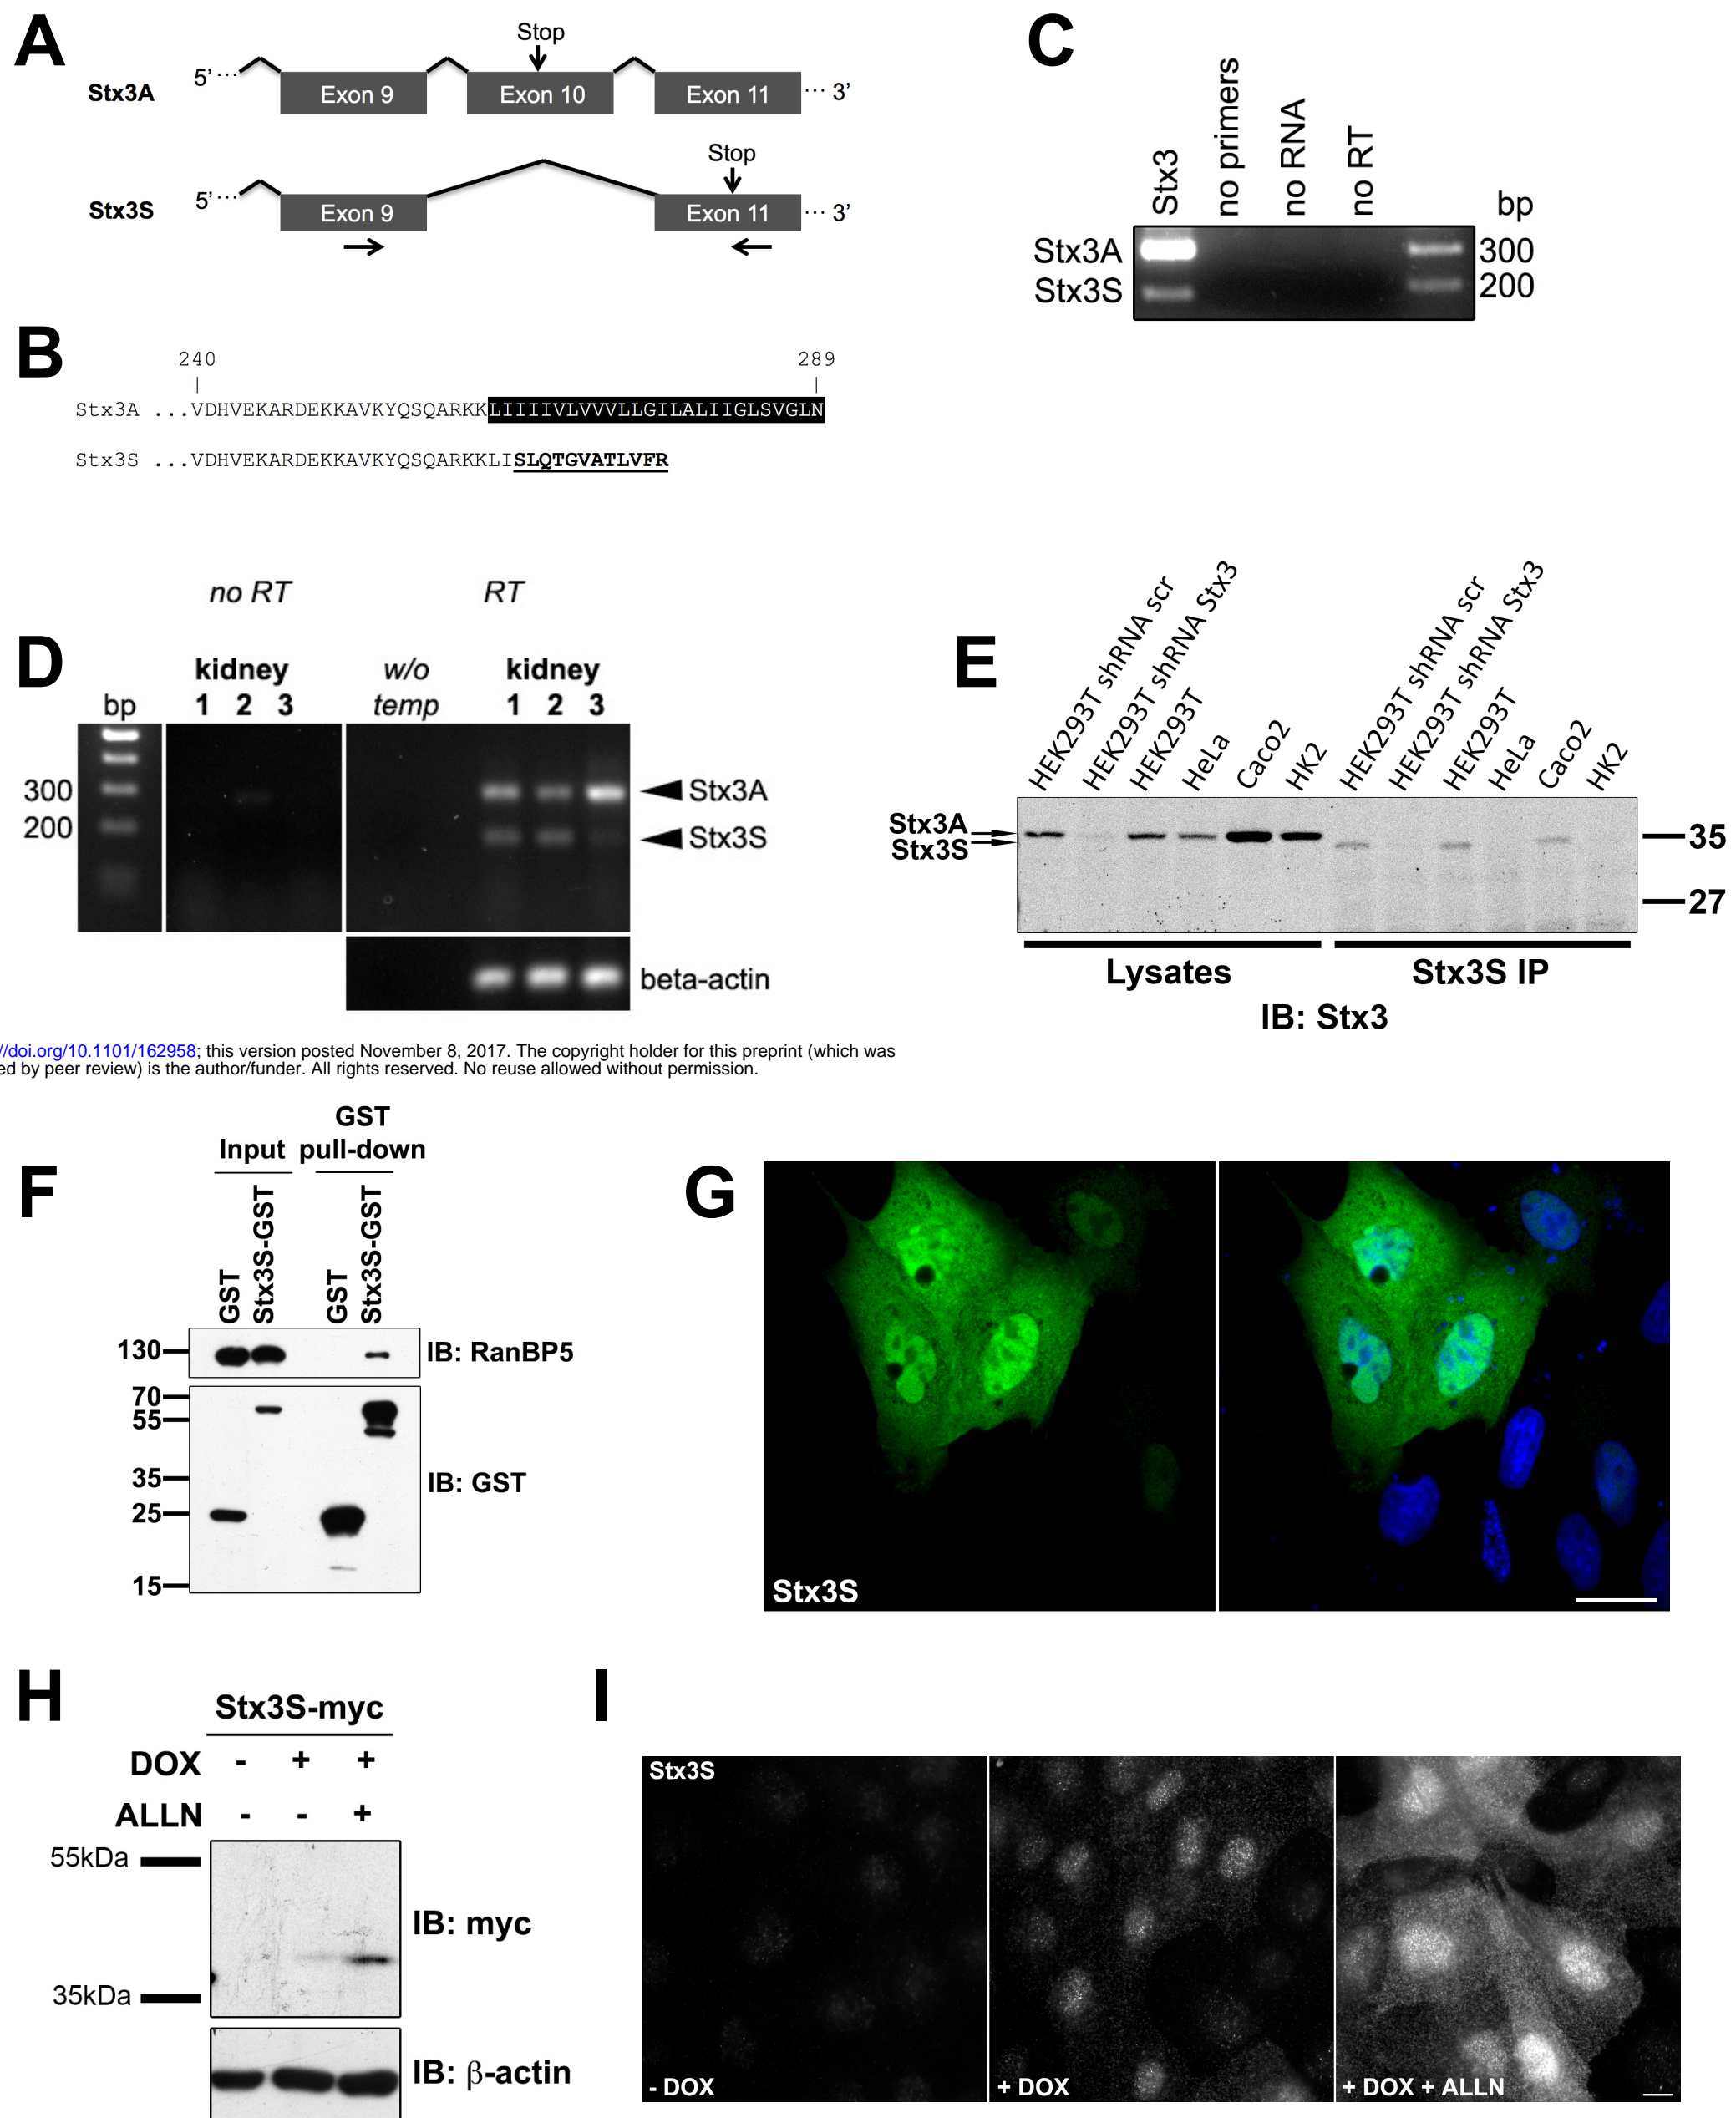 A
Stop
Stx3A 5’ ... Exon 9 Exon 10 Exon 11 ... 3’
Stop
Stx3S 5’ ... Exon 9 Exon 11 ... 3’
B
240 289
Stx3A ...VDHVEKARDEKKAVKYQSQARKKLIIIIVLVVVLLGILALIIGLSVGLN
Stx3S ...VDHVEKARDEKKAVKYQSQARKKLISLQTGVATLVFR
C
Stx3 no primers no RNA no RT bp
Stx3A 300
Stx3S 200
D
no RT RT
kidney w/o kidney
bp 1 2 3 temp 1 2 3
300 Stx3A
200 Stx3S
beta-actin
E
HEK293T shRNA scr HEK293T shRNA Stx3 HEK293T HeLa Caco2 HK2 HEK293T shRNA scr HEK293T shRNA Stx3 HEK293T HeLa Caco2 HK2
Stx3A 35
Stx3S
27
Lysates Stx3S IP
IB: Stx3
//doi.org/10.1101/162958; this version posted November 8, 2017. The copyright holder for this preprint (which was
ed by peer review) is the author/funder. All rights reserved. No reuse allowed without permission.
F
GST
Input pull-down
GST Stx3S-GST GST Stx3S-GST
130 IB: RanBP5
70
55
35 IB: GST
25
15
G
Stx3S
H
Stx3S-myc
DOX - + +
ALLN - - +
55kDa
IB: myc
35kDa
IB: β-actin
I
Stx3S
- DOX + DOX + DOX + ALLN